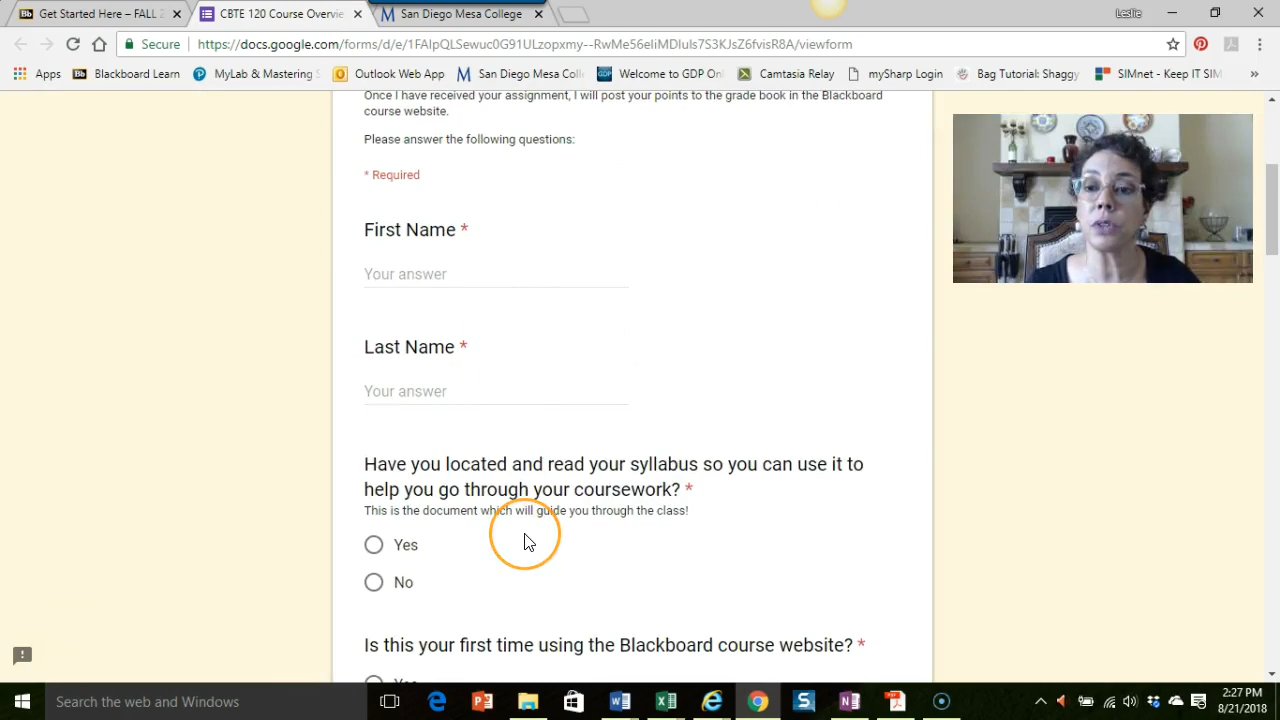 Get Started Here – FALL 2
CBTE 120 Course Overvie
San Diego Mesa College
Leslie
Secure
https://docs.google.com/forms/d/e/1FAIpQLSewuc0G91ULzopxmy--RwMe56eIiMDIuIs7S3KJsZ6fvisR8A/viewform
Apps
Blackboard Learn
MyLab & Mastering
Outlook Web App
San Diego Mesa Coll
Welcome to GDP Onl
Camtasia Relay
mySharp Login
Bag Tutorial: Shaggy
SIMnet - Keep IT SIM
Once I have received your assignment, I will post your points to the grade book in the Blackboard
course website.
Please answer the following questions:
* Required
First Name *
Your answer
Last Name *
Your answer
Have you located and read your syllabus so you can use it to
help you go through your coursework? *
This is the document which will guide you through the class!
Yes
No
Is this your first time using the Blackboard course website? *
Yes
Search the web and Windows
2:27 PM
8/21/2018